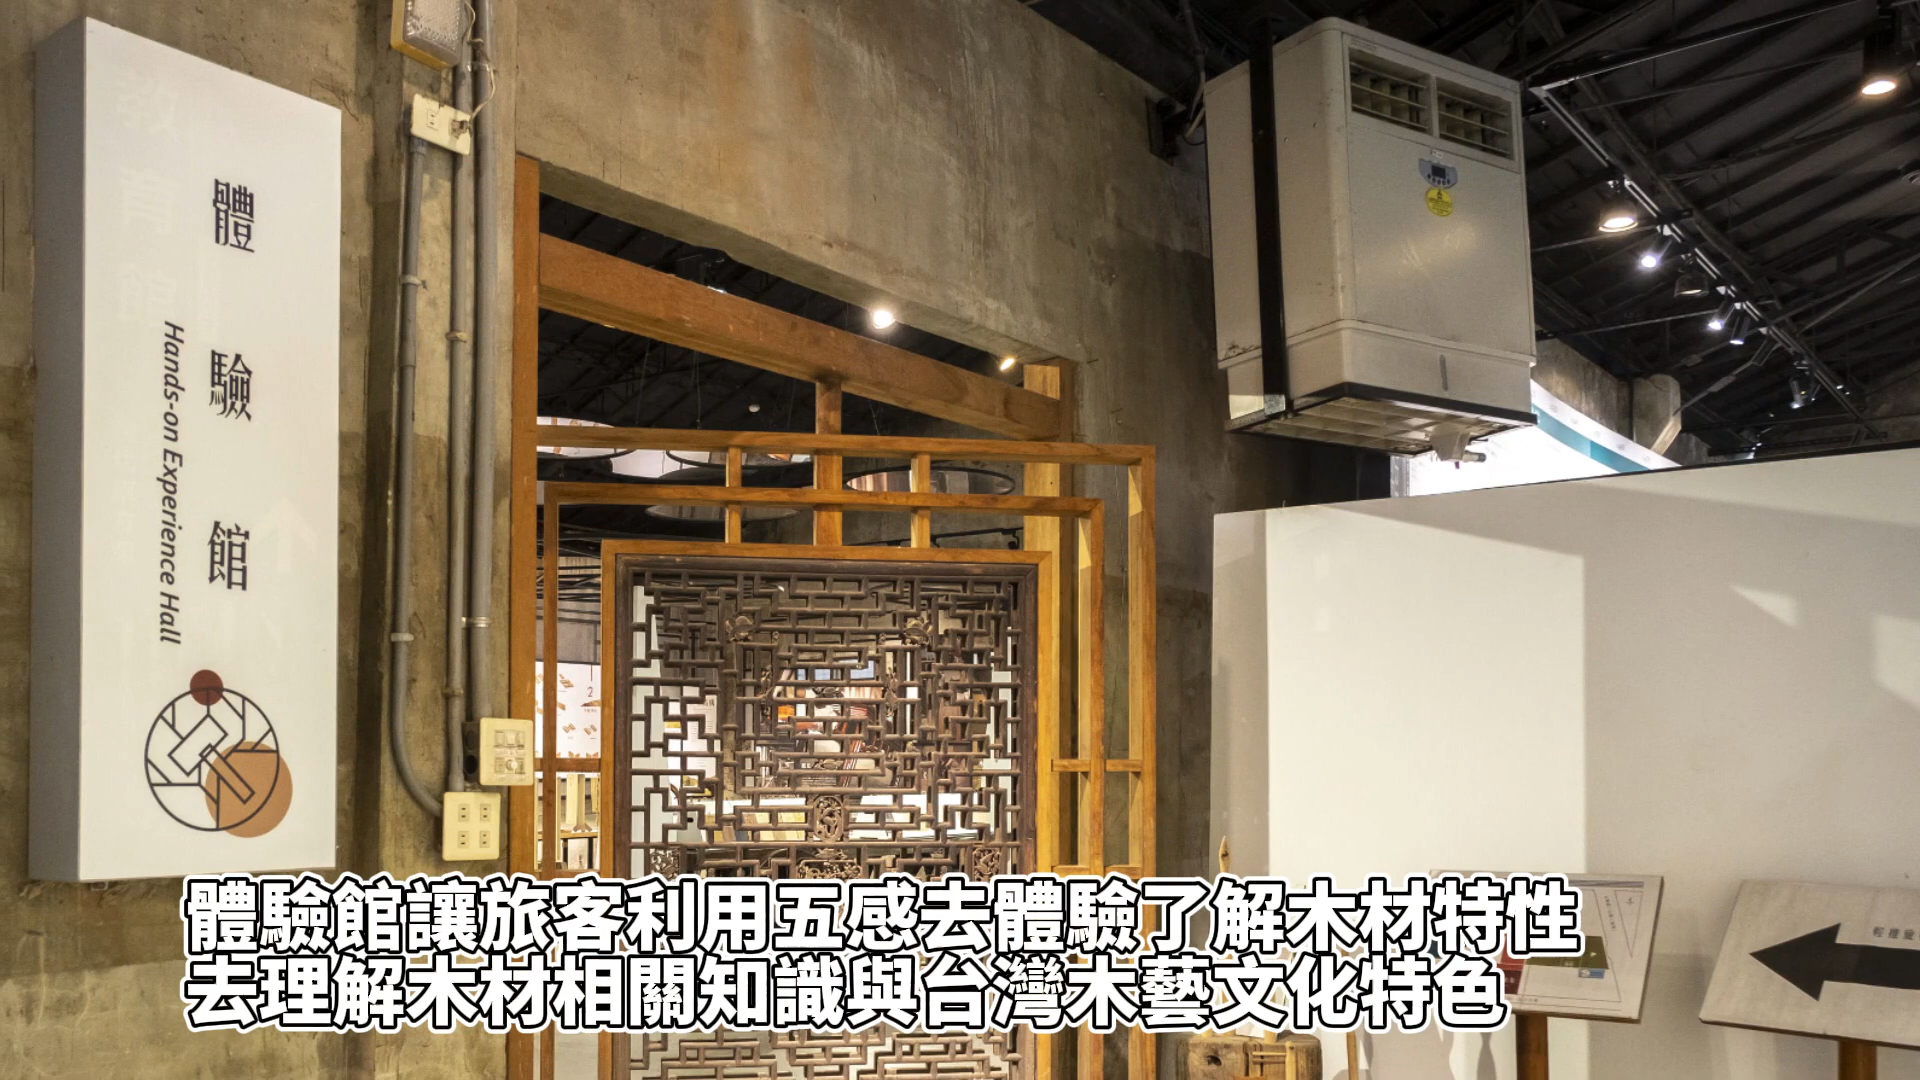 體驗館
Hands-on Experience Hall
體驗館讓旅客利用五感去體驗了解木材特性
去理解木材相關知識與台灣木藝文化特色